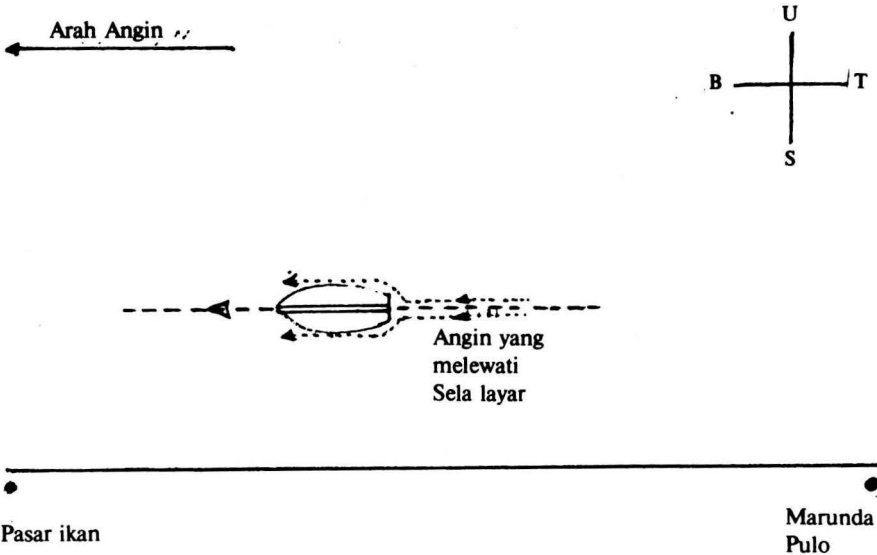 Arah Angin
U
B
T
S
Angin yang
melewati
Sela layar
Pasar ikan
Marunda
Pulo